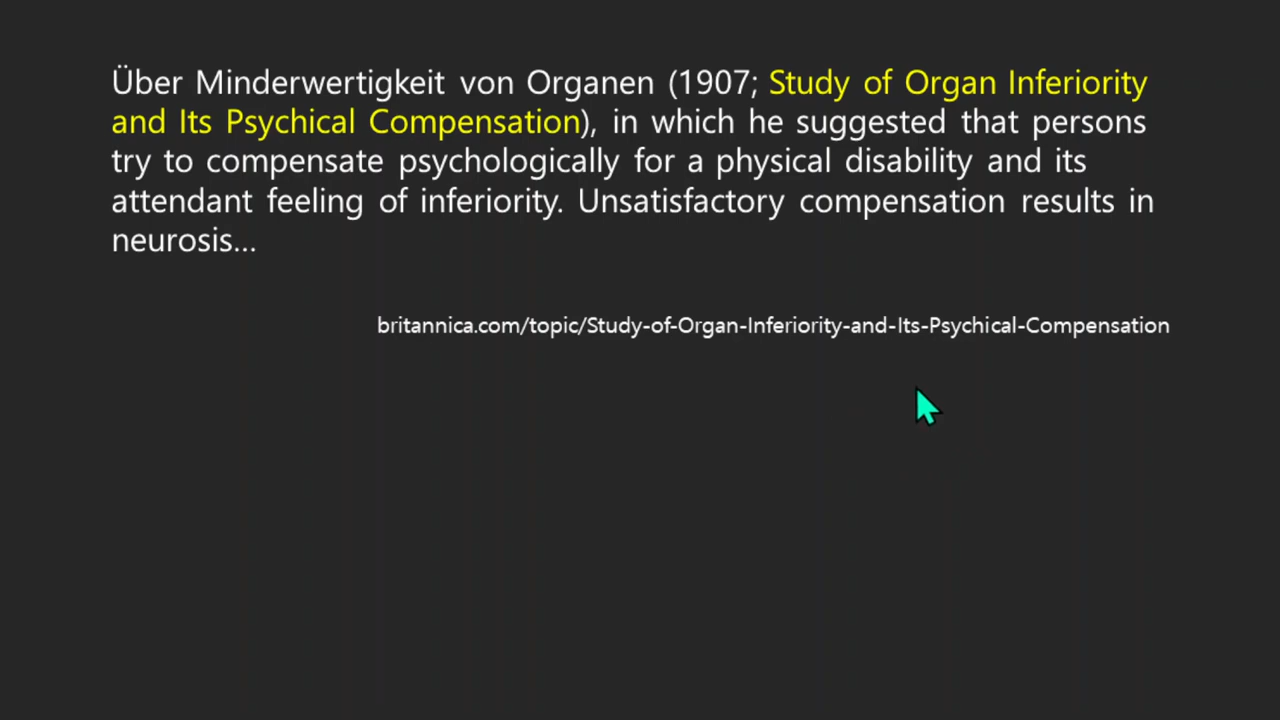 Über Minderwertigkeit von Organen (1907; Study of Organ Inferiority
and Its Psychical Compensation), in which he suggested that persons
try to compensate psychologically for a physical disability and its
attendant feeling of inferiority. Unsatisfactory compensation results in
neurosis...
britannica.com/topic/Study-of-Organ-Inferiority-and-Its-Psychical-Compensation